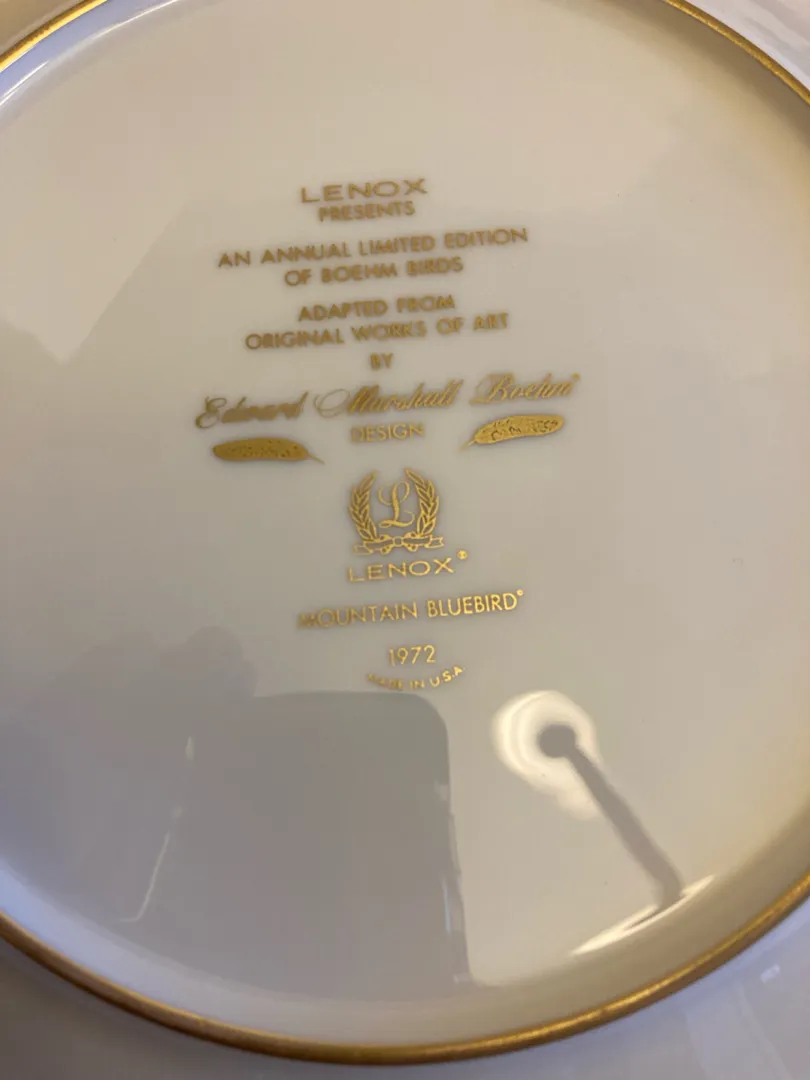 LENOX
PRESENTS
AN ANNUAL LIMITED EDITION
OF BOEHM BIRDS
ADAPTED FROM
ORIGINAL WORKS OF ART
BY
Edward Marshall Boehm®
DESIGN
L
LENOX®
MOUNTAIN BLUEBIRD®
1972
MADE IN U.S.A.